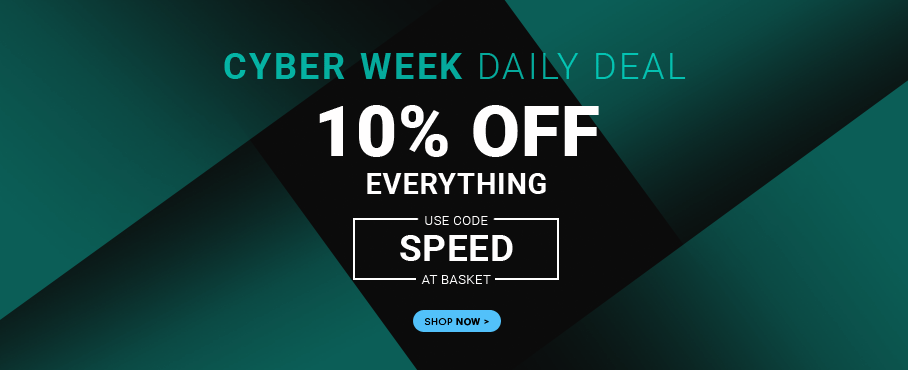 CYBER WEEK DAILY DEAL
10% OFF
EVERYTHING
USE CODE
SPEED
AT BASKET
SHOP NOW >